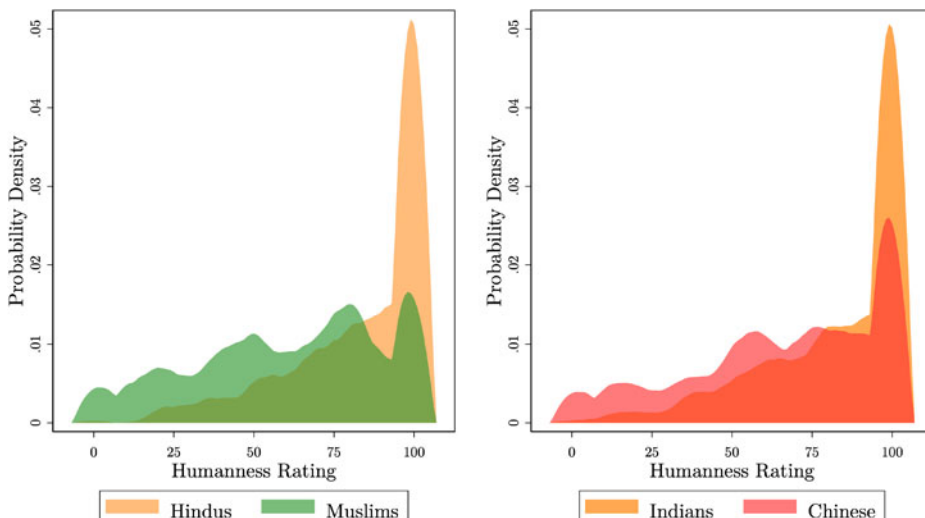 Probability Density
0 .01 .02 .03 .04 .05
0 25 50 75 100
Humanness Rating
Hindus Muslims
Probability Density
0 .01 .02 .03 .04 .05
0 25 50 75 100
Humanness Rating
Indians Chinese